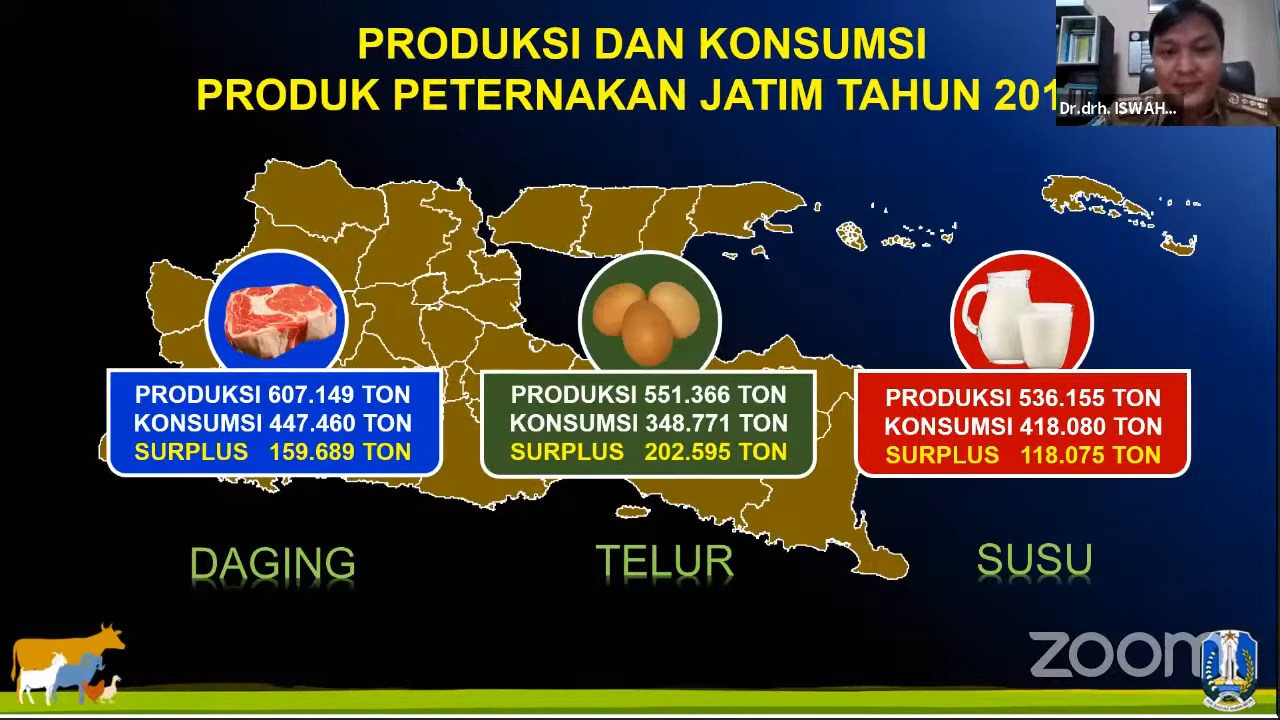 PRODUKSI DAN KONSUMSI
PRODUK PETERNAKAN JATIM TAHUN 201
Dr.drh. ISWAH...
PRODUKSI 607.149 TON
KONSUMSI 447.460 TON
SURPLUS 159.689 TON
DAGING
PRODUKSI 551.366 TON
KONSUMSI 348.771 TON
SURPLUS 202.595 TON
TELUR
PRODUKSI 536.155 TON
KONSUMSI 418.080 TON
SURPLUS 118.075 TON
SUSU
zoom